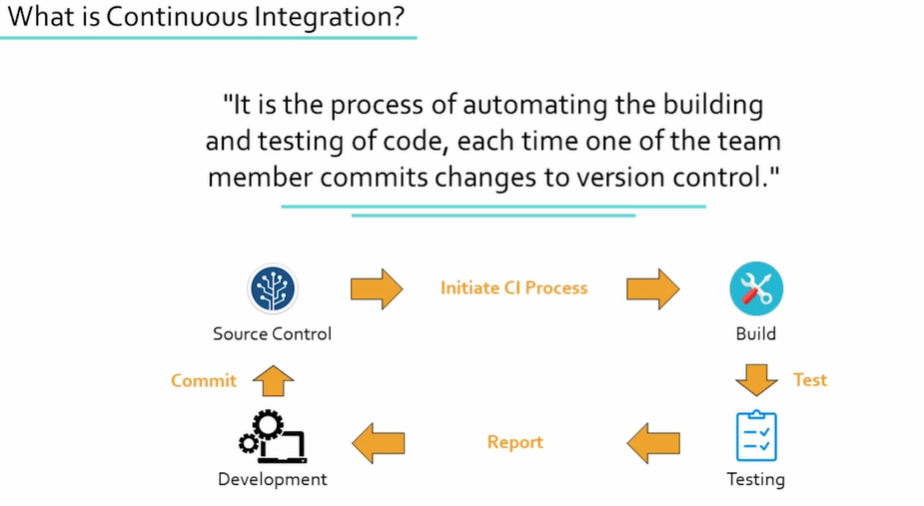 What is Continuous Integration?
"It is the process of automating the building
and testing of code, each time one of the team
member commits changes to version control."
Initiate CI Process
Source Control
Build
Commit
Test
Report
Development
Testing